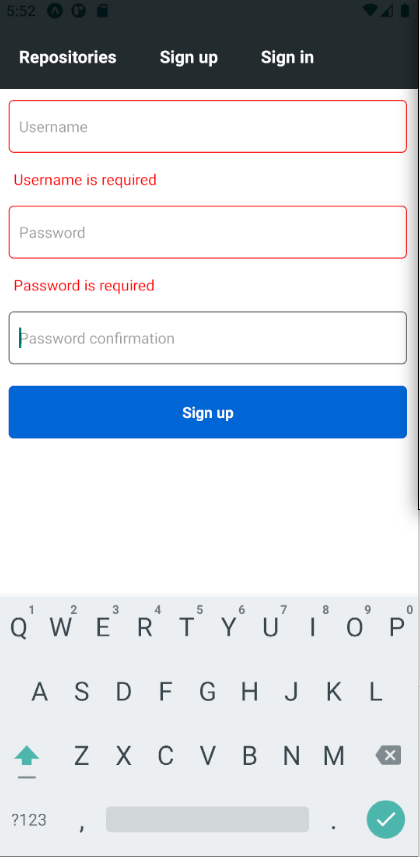 5:52
Repositories Sign up Sign in
Username
Username is required
Password
Password is required
Password confirmation
Sign up
1 2 3 4 5 6 7 8 9 0
Q W E R T Y U I O P
A S D F G H J K L
Z X C V B N M
?123 , .